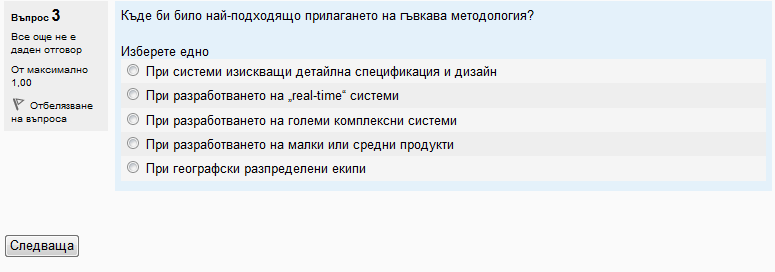 Въпрос 3
Все още не е
даден отговор
От максимално
1,00
Отбелязване
на въпроса
Къде би било най-подходящо прилагането на гъвкава методология?
Изберете едно
При системи изискващи детайлна спецификация и дизайн
При разработването на „real-time“ системи
При разработването на големи комплексни системи
При разработването на малки или средни продукти
При географски разпределени екипи
Следваща